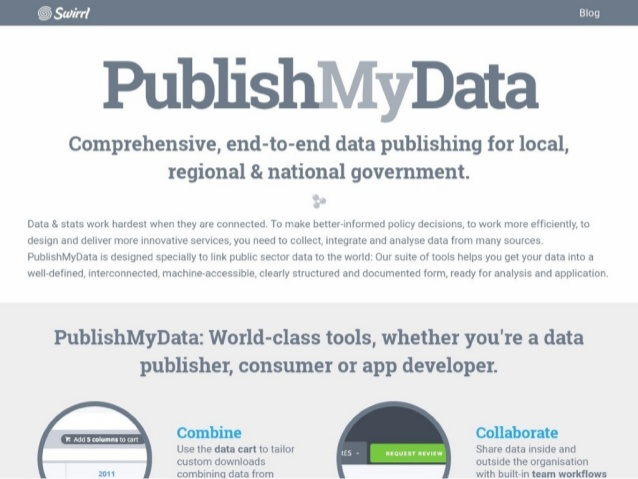 Swirrl
Blog
PublishMyData
Comprehensive, end-to-end data publishing for local,
regional & national government.
Data & stats work hardest when they are connected. To make better-informed policy decisions, to work more efficiently, to
design and deliver more innovative services, you need to collect, integrate and analyse data from many sources.
PublishMyData is designed specially to link public sector data to the world: Our suite of tools helps you get your data into a
well-defined, interconnected, machine-accessible, clearly structured and documented form, ready for analysis and application.
PublishMyData: World-class tools, whether you're a data
publisher, consumer or app developer.
Add 5 columns to cart
2011
Combine
Use the data cart to tailor
custom downloads
combining data from
IES
REQUEST REVIEW
Collaborate
Share data inside and
outside the organisation
with built-in team workflows